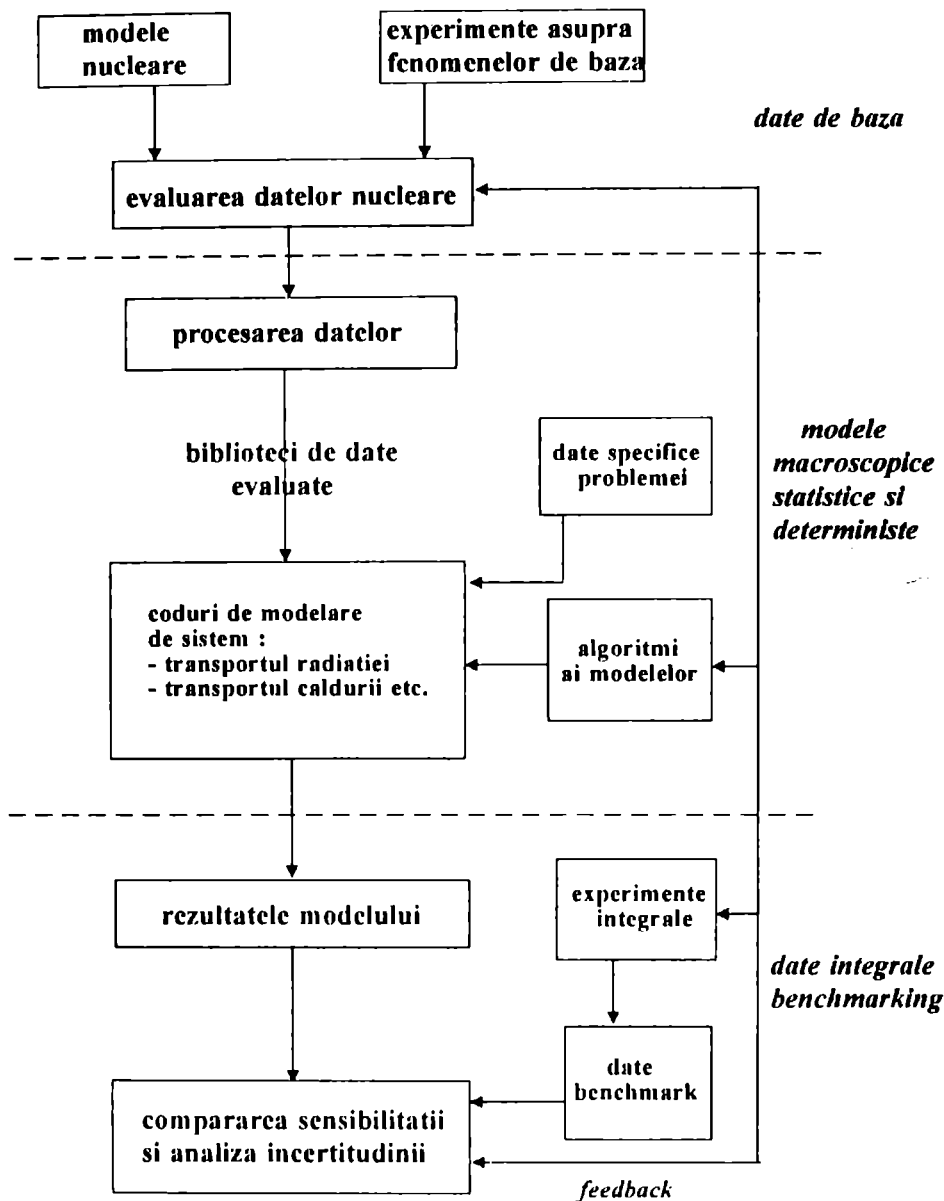 modele
nucleare
experimente asupra
fenomenelor de baza
date de baza
evaluarea datelor nucleare
procesarea datelor
biblioteci de date
evaluate
date specifice
problemei
modele
macroscopice
statistice si
deterministe
coduri de modelare
de sistem :
- transportul radiatiei
- transportul caldurii etc.
algoritmi
ai modelelor
rezultatele modelului
experimente
integrale
date integrale
benchmarking
date
benchmark
compararea sensibilitatii
si analiza incertitudinii
feedback